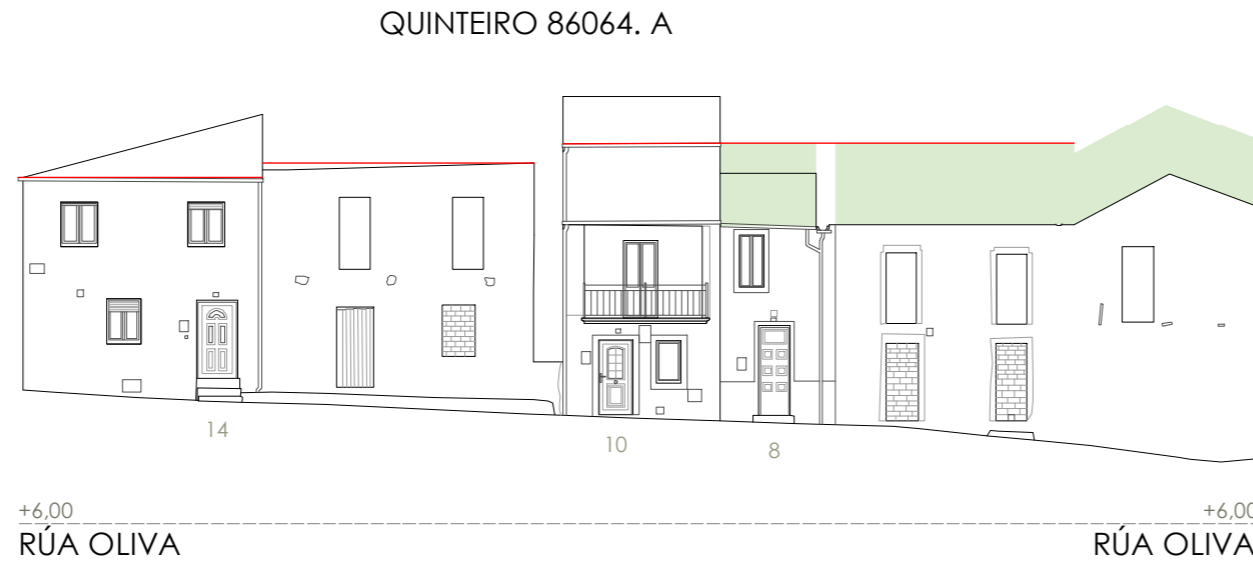 QUINTEIRO 86064. A
14
10
8
+6,00 +6,00
RÚA OLIVA RÚA OLIVA